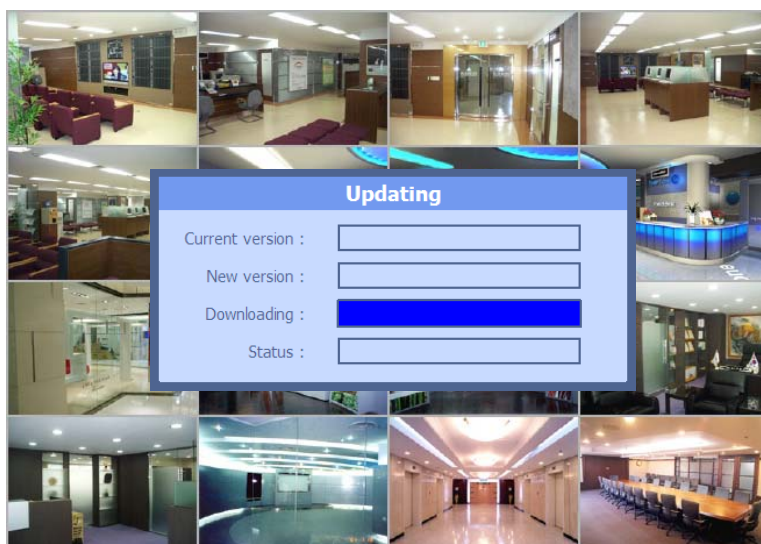 Updating
Current version :
New version :
Downloading :
Status :